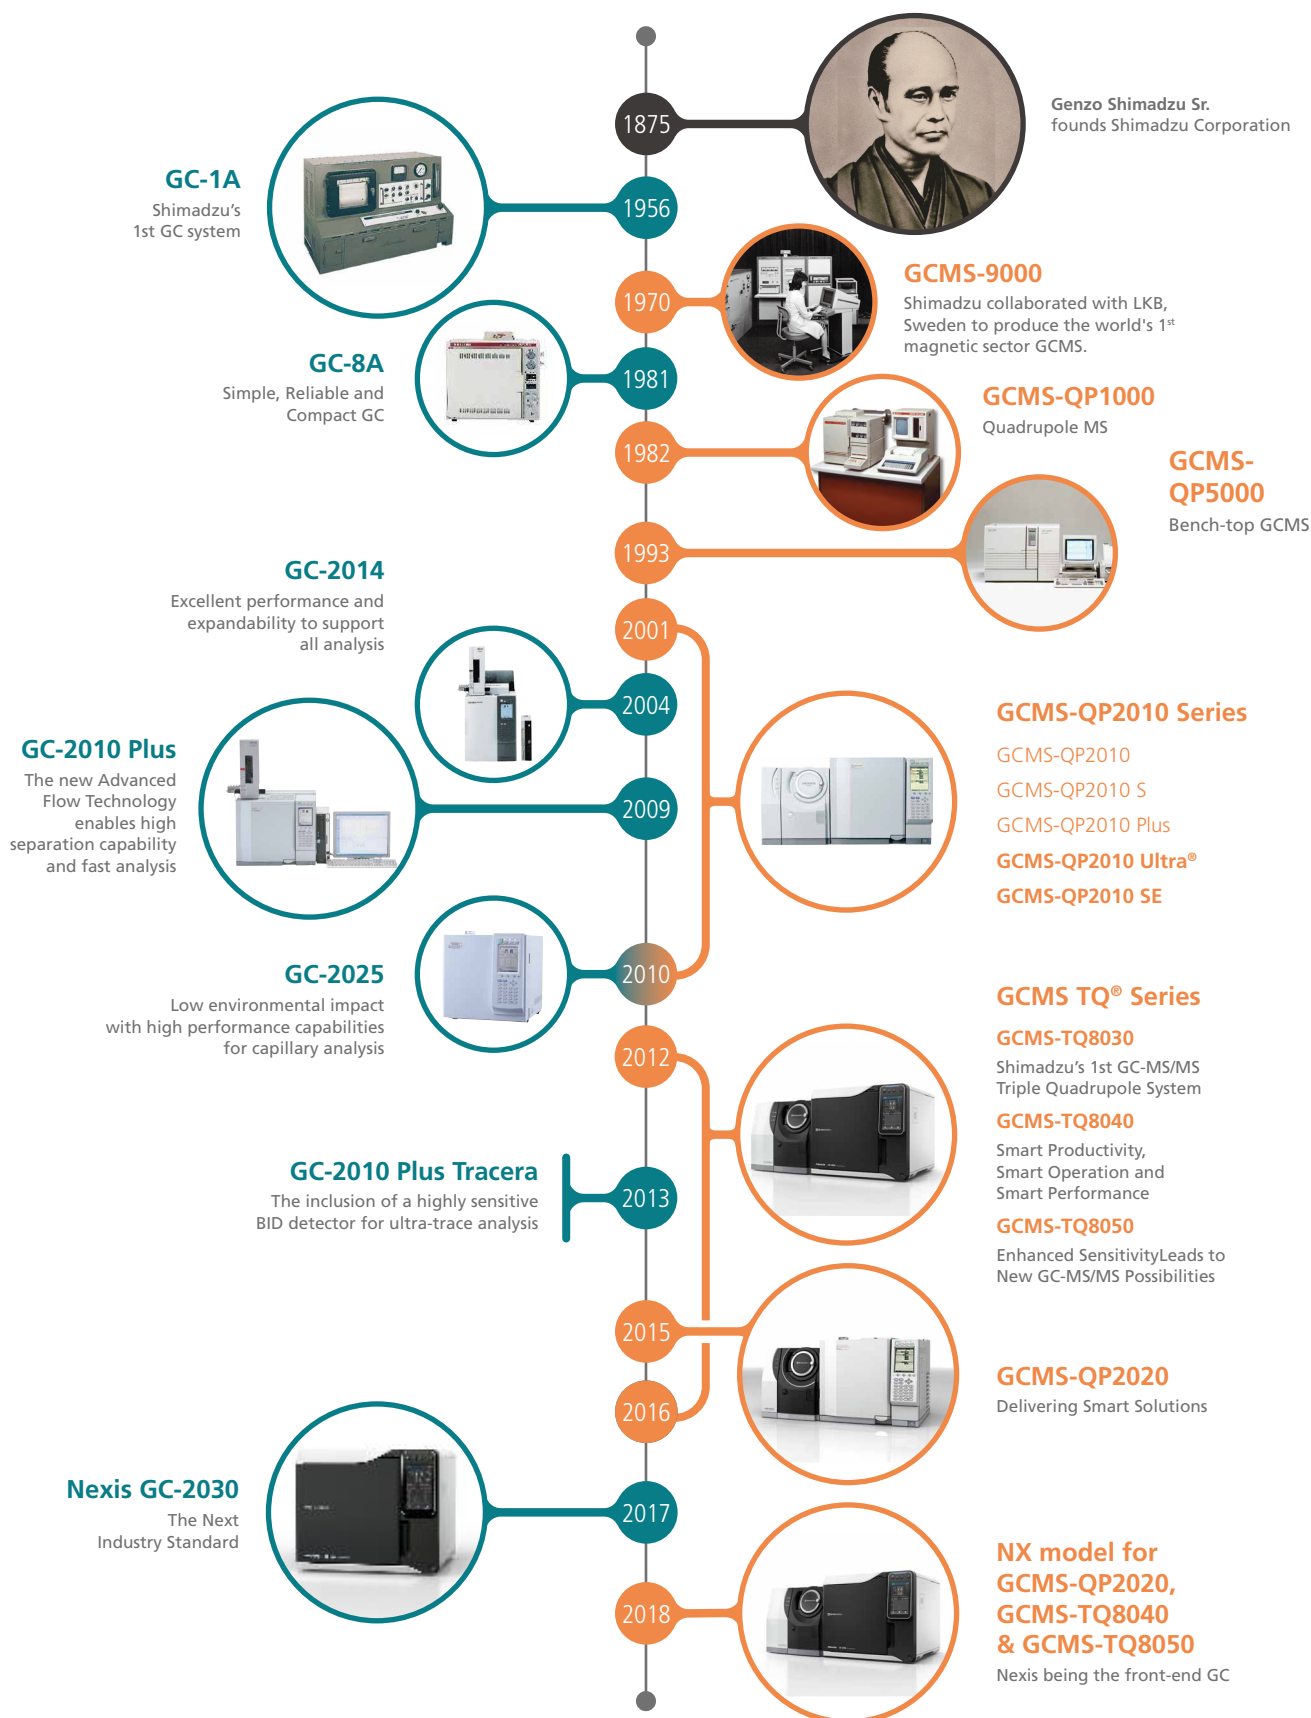 1875
Genzo Shimadzu Sr.
founds Shimadzu Corporation
GC-1A
Shimadzu's
1st GC system
1956
1970
GCMS-9000
Shimadzu collaborated with LKB,
Sweden to produce the world's 1st
magnetic sector GCMS.
GC-8A
Simple, Reliable and
Compact GC
1981
1982
GCMS-QP1000
Quadrupole MS
1993
GCMS-
QP5000
Bench-top GCMS
2001
GC-2014
Excellent performance and
expandability to support
all analysis
2004
GC-2010 Plus
The new Advanced
Flow Technology
enables high
separation capability
and fast analysis
2009
GCMS-QP2010 Series
GCMS-QP2010
GCMS-QP2010 S
GCMS-QP2010 Plus
GCMS-QP2010 Ultra®
GCMS-QP2010 SE
GC-2025
Low environmental impact
with high performance capabilities
for capillary analysis
2010
2012
GCMS TQ® Series
GCMS-TQ8030
Shimadzu's 1st GC-MS/MS
Triple Quadrupole System
GCMS-TQ8040
Smart Productivity,
Smart Operation and
Smart Performance
GCMS-TQ8050
Enhanced SensitivityLeads to
New GC-MS/MS Possibilities
GC-2010 Plus Tracera
The inclusion of a highly sensitive
BID detector for ultra-trace analysis
2013
2015
GCMS-QP2020
Delivering Smart Solutions
2016
Nexis GC-2030
The Next
Industry Standard
2017
2018
NX model for
GCMS-QP2020,
GCMS-TQ8040
& GCMS-TQ8050
Nexis being the front-end GC